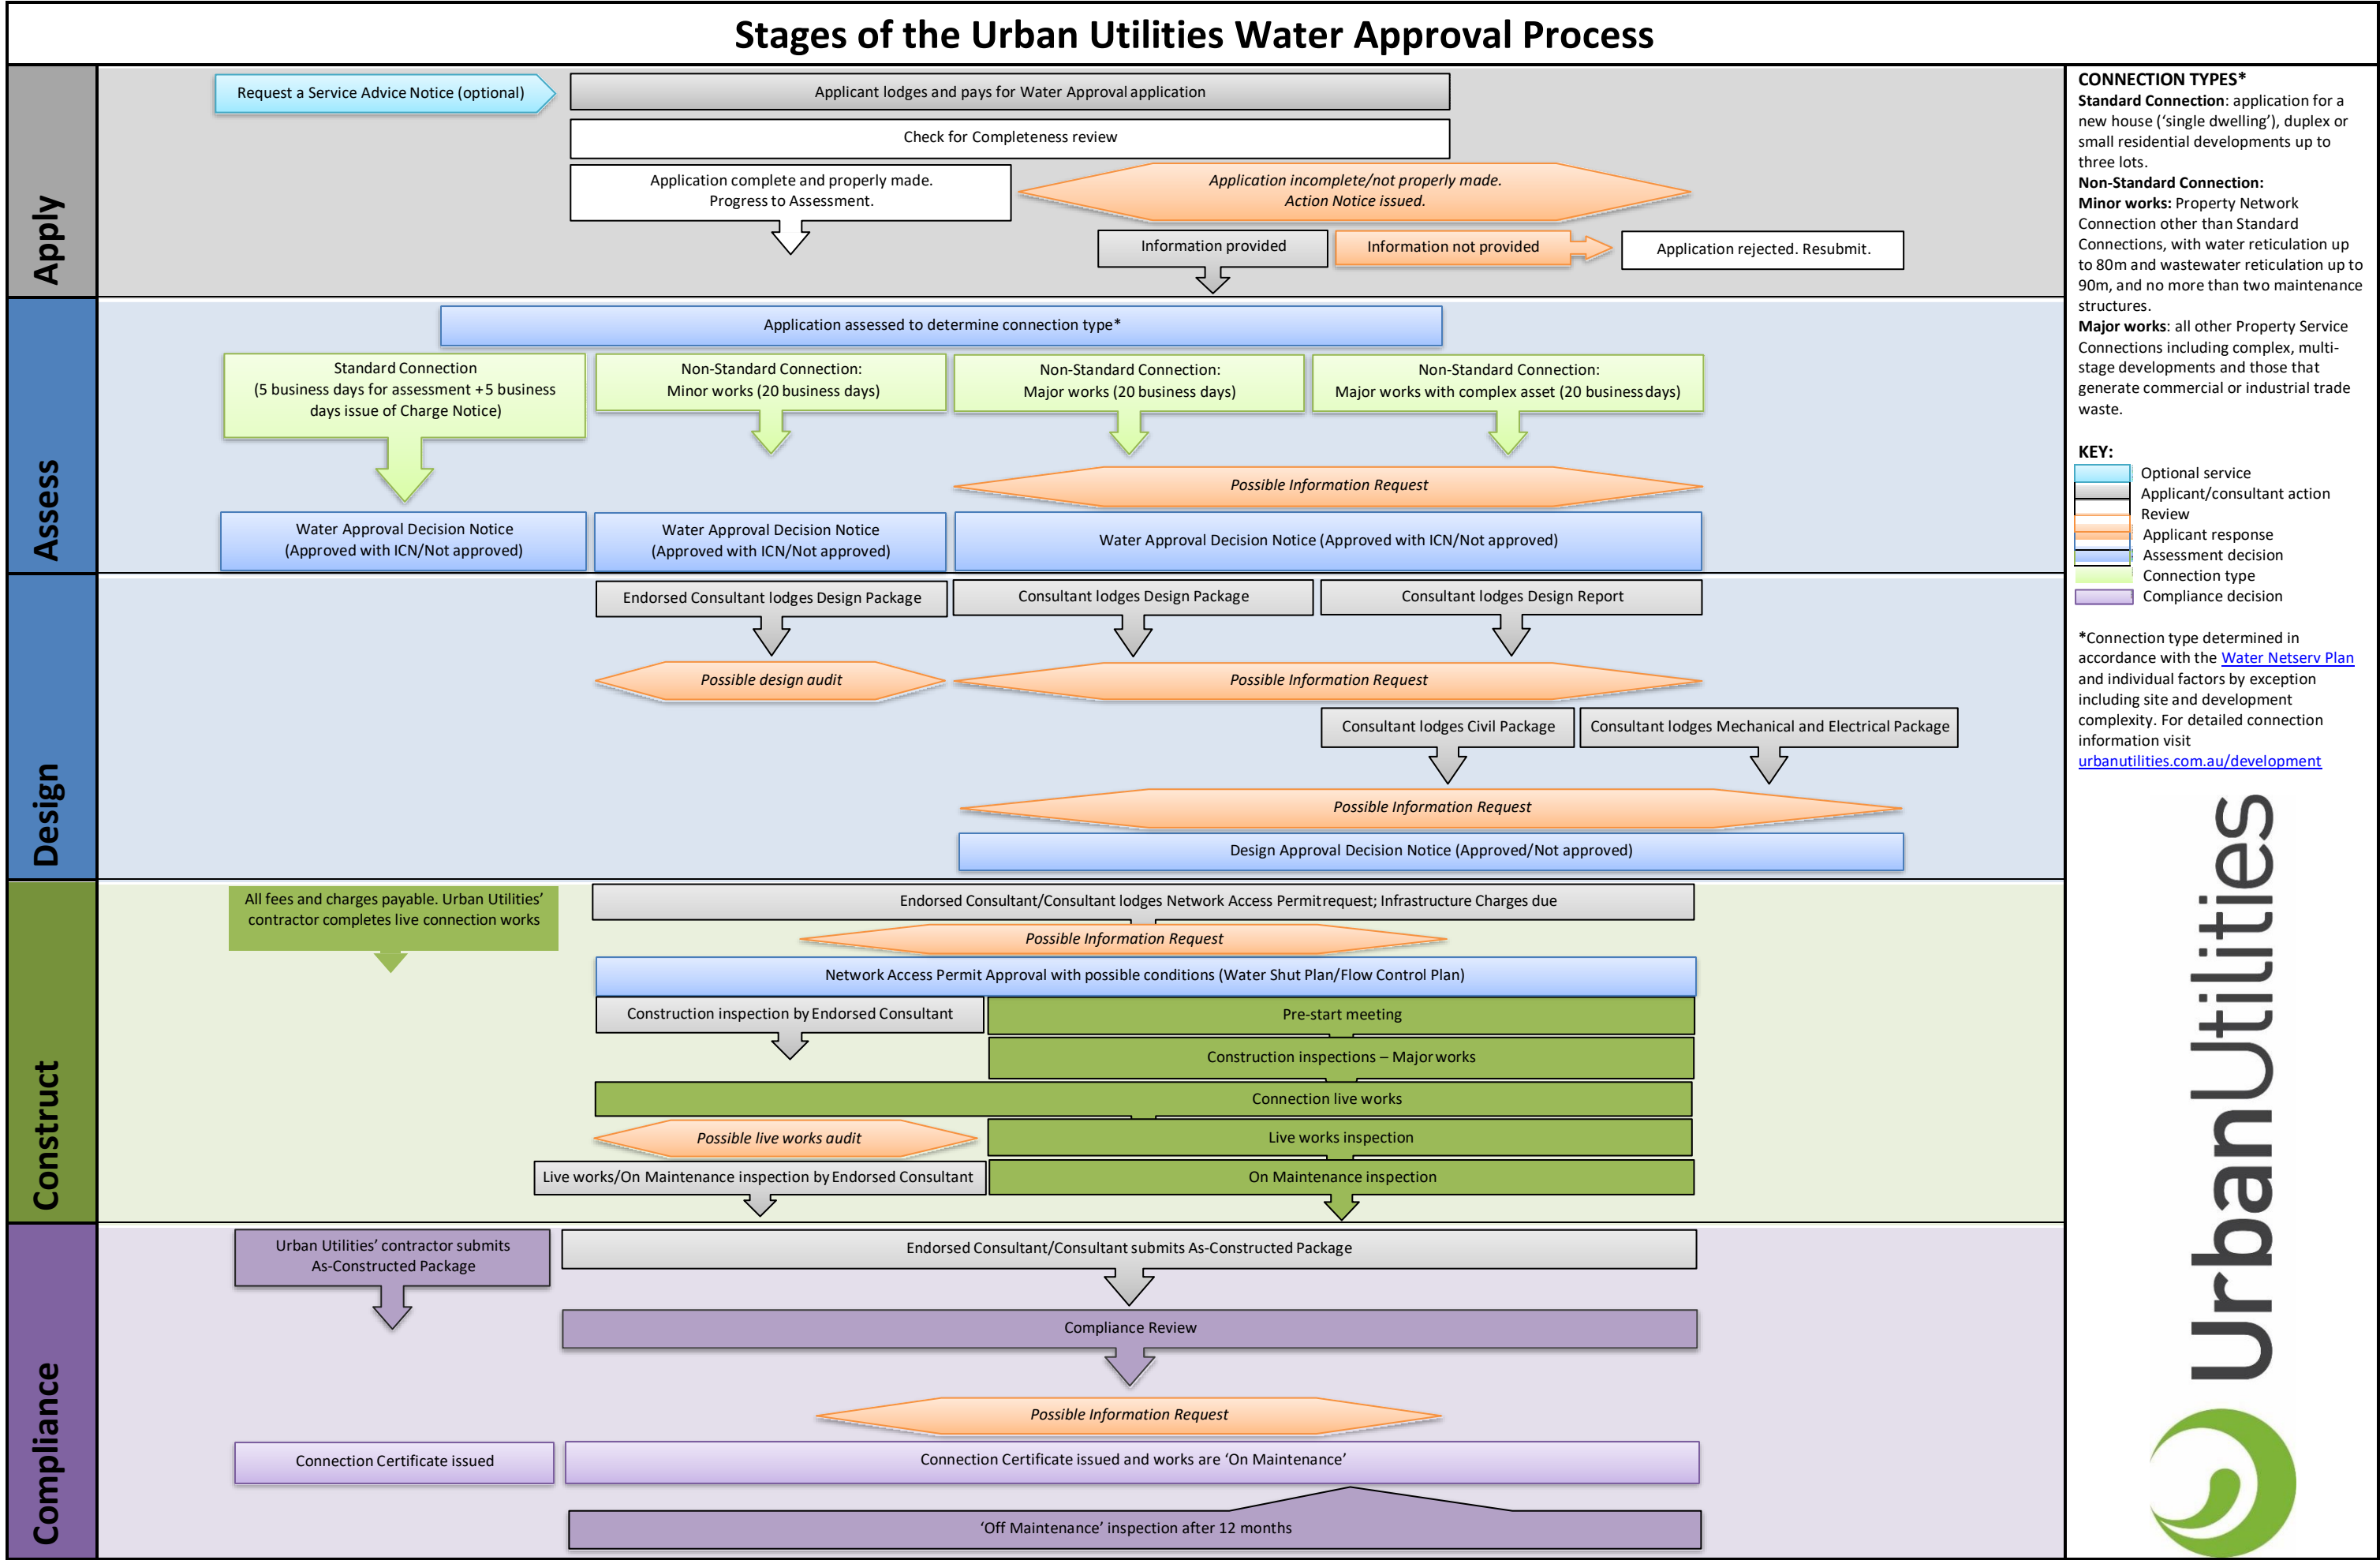 Stages of the Urban Utilities Water Approval Process
Apply
Request a Service Advice Notice (optional)
Applicant lodges and pays for Water Approval application
Check for Completeness review
Application complete and properly made.
Progress to Assessment.
Application incomplete/not properly made.
Action Notice issued.
Information provided
Information not provided
Application rejected. Resubmit.
Assess
Application assessed to determine connection type*
Standard Connection
(5 business days for assessment +5 business
days issue of Charge Notice)
Non-Standard Connection:
Minor works (20 business days)
Non-Standard Connection:
Major works (20 business days)
Non-Standard Connection:
Major works with complex asset (20 business days)
Possible Information Request
Water Approval Decision Notice
(Approved with ICN/Not approved)
Water Approval Decision Notice
(Approved with ICN/Not approved)
Water Approval Decision Notice (Approved with ICN/Not approved)
Design
Endorsed Consultant lodges Design Package
Consultant lodges Design Package
Consultant lodges Design Report
Possible design audit
Possible Information Request
Consultant lodges Civil Package
Consultant lodges Mechanical and Electrical Package
Possible Information Request
Design Approval Decision Notice (Approved/Not approved)
Construct
All fees and charges payable. Urban Utilities’
contractor completes live connection works
Endorsed Consultant/Consultant lodges Network Access Permit request; Infrastructure Charges due
Possible Information Request
Network Access Permit Approval with possible conditions (Water Shut Plan/Flow Control Plan)
Construction inspection by Endorsed Consultant
Pre-start meeting
Construction inspections – Major works
Connection live works
Possible live works audit
Live works inspection
Live works/On Maintenance inspection by Endorsed Consultant
On Maintenance inspection
Compliance
Urban Utilities’ contractor submits
As-Constructed Package
Endorsed Consultant/Consultant submits As-Constructed Package
Compliance Review
Possible Information Request
Connection Certificate issued
Connection Certificate issued and works are ‘On Maintenance’
‘Off Maintenance’ inspection after 12 months
CONNECTION TYPES*
Standard Connection: application for a
new house (‘single dwelling’), duplex or
small residential developments up to
three lots.
Non-Standard Connection:
Minor works: Property Network
Connection other than Standard
Connections, with water reticulation up
to 80m and wastewater reticulation up to
90m, and no more than two maintenance
structures.
Major works: all other Property Service
Connections including complex, multi-
stage developments and those that
generate commercial or industrial trade
waste.
KEY:
Optional service
Applicant/consultant action
Review
Applicant response
Assessment decision
Connection type
Compliance decision
*Connection type determined in
accordance with the Water Netserv Plan
and individual factors by exception
including site and development
complexity. For detailed connection
information visit
urbanutilities.com.au/development
UrbanUtilities